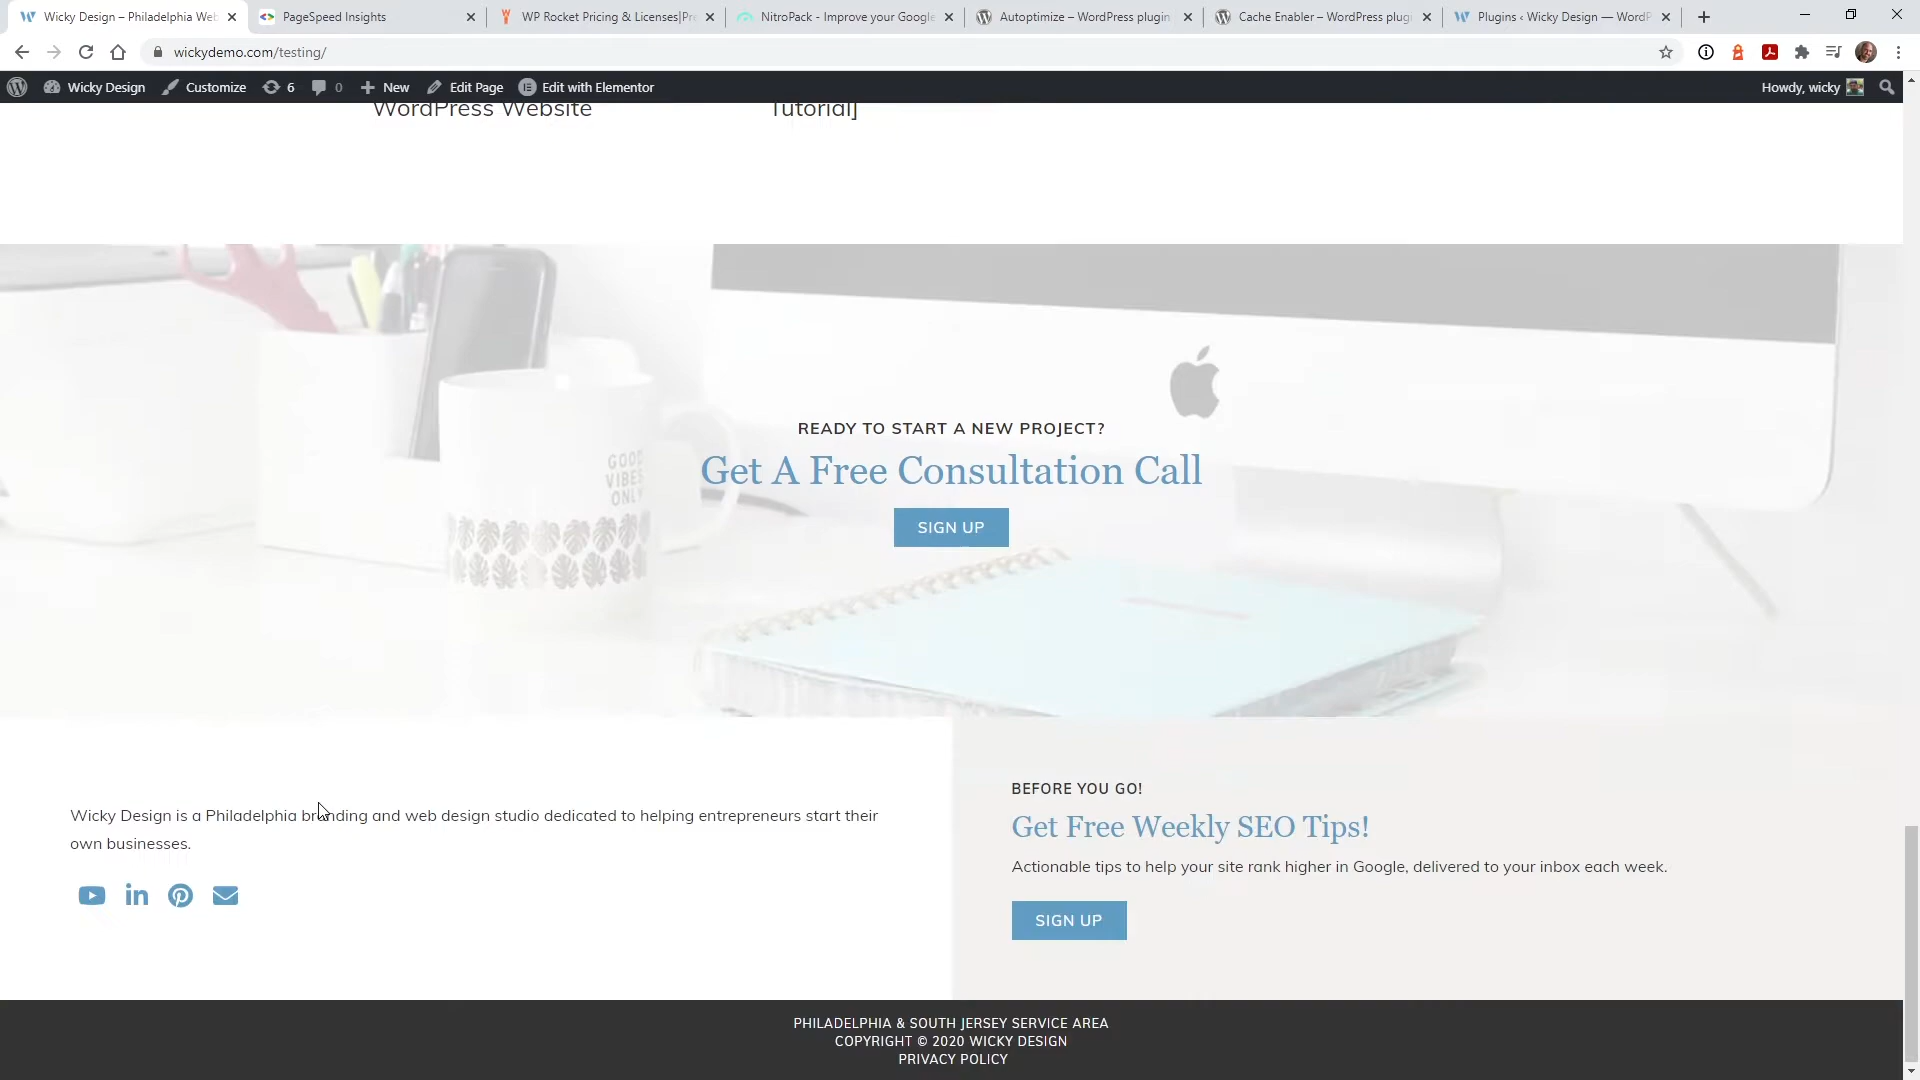 Wicky Design – Philadelphia Web
PageSpeed Insights
WP Rocket Pricing & Licenses|Pre
NitroPack - Improve your Google
Autoptimize – WordPress plugin
Cache Enabler – WordPress plugi
Plugins ‹ Wicky Design — WordP
wickydemo.com/testing/
Wicky Design
Customize
6
0
New
Edit Page
Edit with Elementor
Howdy, wicky
WordPress Website
Tutorial]
GOOD
VIBES
ONLY
READY TO START A NEW PROJECT?
Get A Free Consultation Call
SIGN UP
Wicky Design is a Philadelphia branding and web design studio dedicated to helping entrepreneurs start their
own businesses.
BEFORE YOU GO!
Get Free Weekly SEO Tips!
Actionable tips to help your site rank higher in Google, delivered to your inbox each week.
SIGN UP
PHILADELPHIA & SOUTH JERSEY SERVICE AREA
COPYRIGHT © 2020 WICKY DESIGN
PRIVACY POLICY